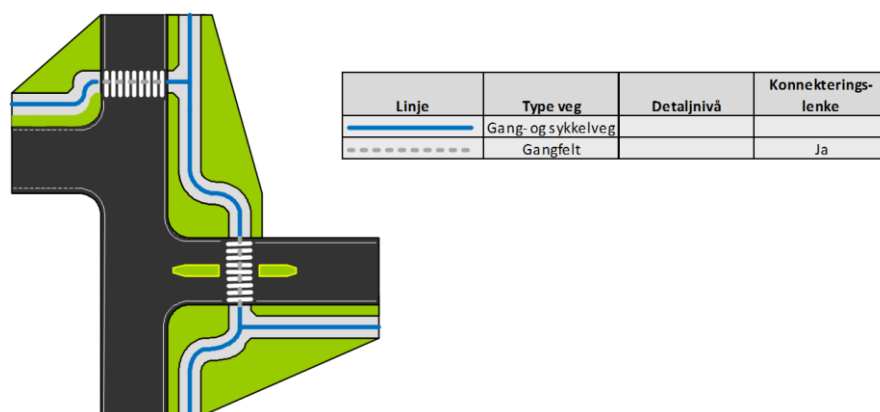 Linje Type veg Detaljnivå Konnekterings-
lenke
Gang- og sykkelveg
Gangfelt Ja